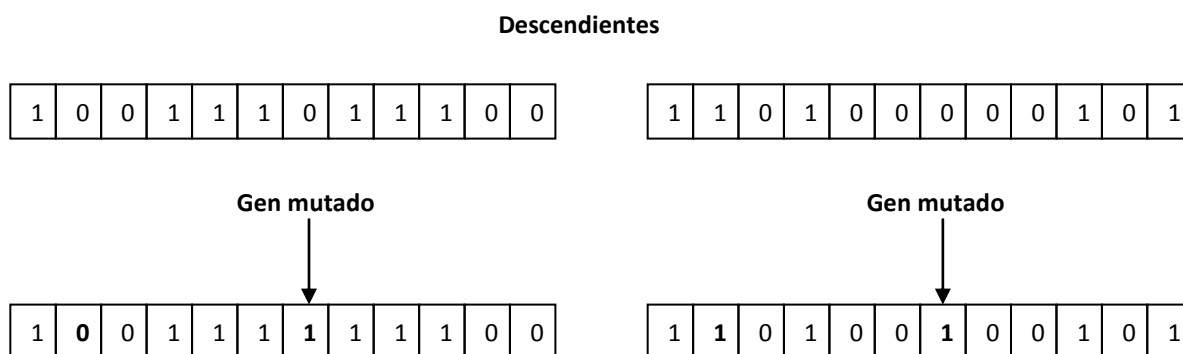 Descendientes
1 0 0 1 1 1 0 1 1 1 0 0
1 1 0 1 0 0 0 0 0 1 0 1
Gen mutado
Gen mutado
1 0 0 1 1 1 1 1 1 1 0 0
1 1 0 1 0 0 1 0 0 1 0 1